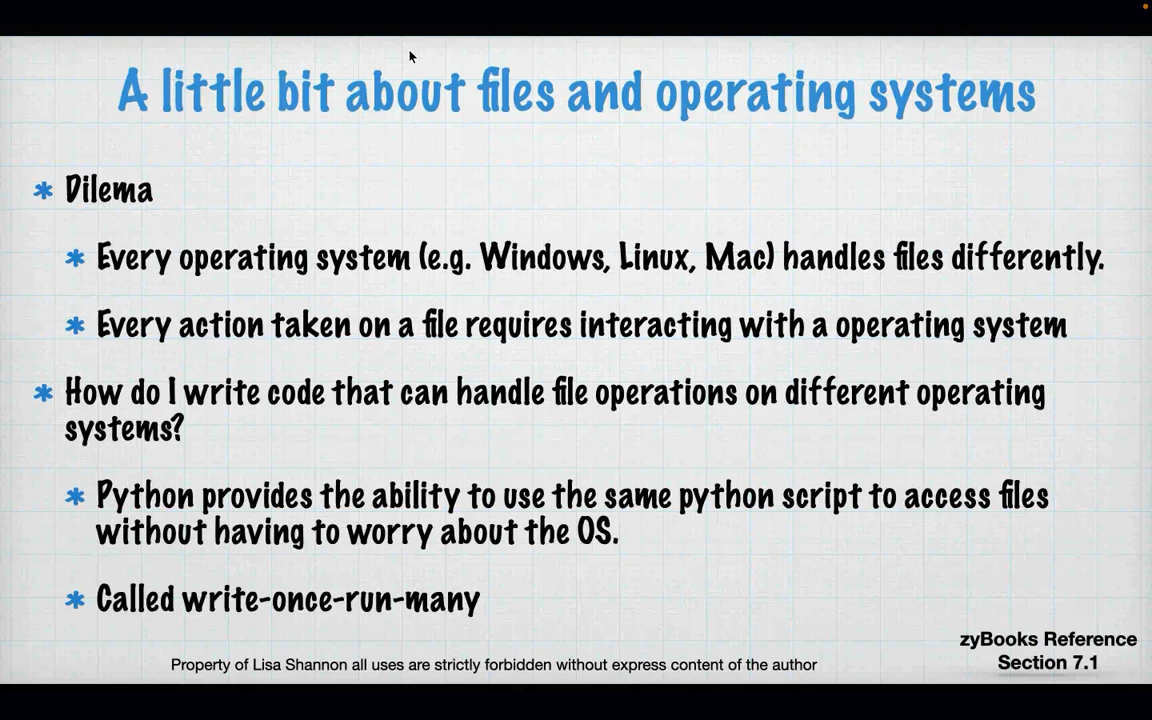 A little bit about files and operating systems
* Dilema
* Every operating system (e.g. Windows, Linux, Mac) handles files differently.
* Every action taken on a file requires interacting with a operating system
* How do I write code that can handle file operations on different operating
systems?
* Python provides the ability to use the same python script to access files
without having to worry about the OS.
* Called write-once-run-many
zyBooks Reference
Section 7.1
Property of Lisa Shannon all uses are strictly forbidden without express content of the author